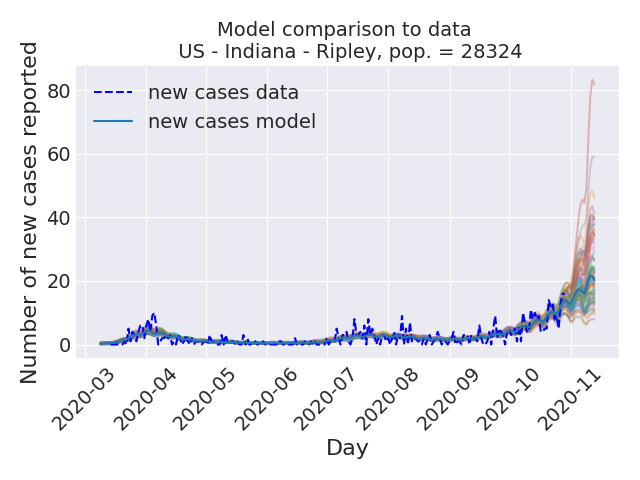 Model comparison to data
US - Indiana - Ripley, pop. = 28324
new cases data
new cases model
Number of new cases reported
80
60
40
20
0
2020-03
2020-04
2020-05
2020-06
2020-07
2020-08
2020-09
2020-10
2020-11
Day